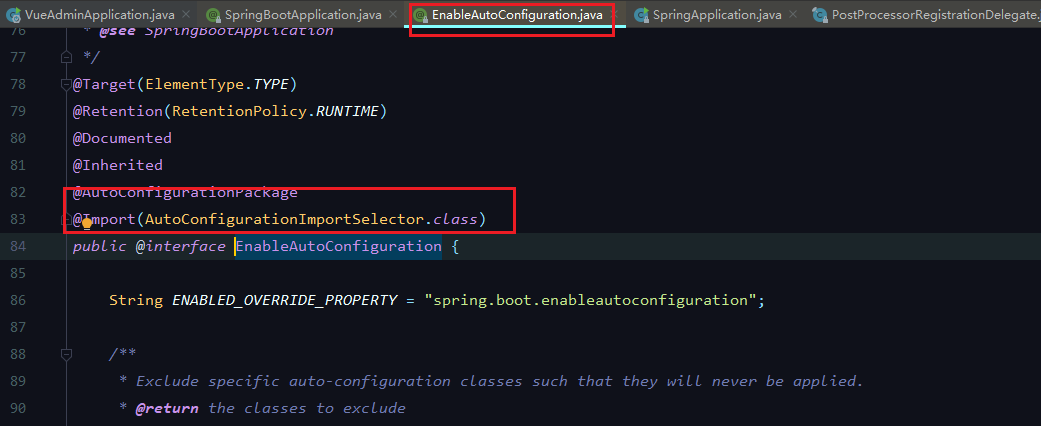 VueAdminApplication.java SpringBootApplication.java EnableAutoConfiguration.java SpringApplication.java PostProcessorRegistrationDelegate.
76 * @see SpringBootApplication
77 */
78 @Target(ElementType.TYPE)
79 @Retention(RetentionPolicy.RUNTIME)
80 @Documented
81 @Inherited
82 @AutoConfigurationPackage
83 @Import(AutoConfigurationImportSelector.class)
84 public @interface EnableAutoConfiguration {
85
86 String ENABLED_OVERRIDE_PROPERTY = "spring.boot.enableautoconfiguration";
87
88 /**
89 * Exclude specific auto-configuration classes such that they will never be applied.
90 * @return the classes to exclude